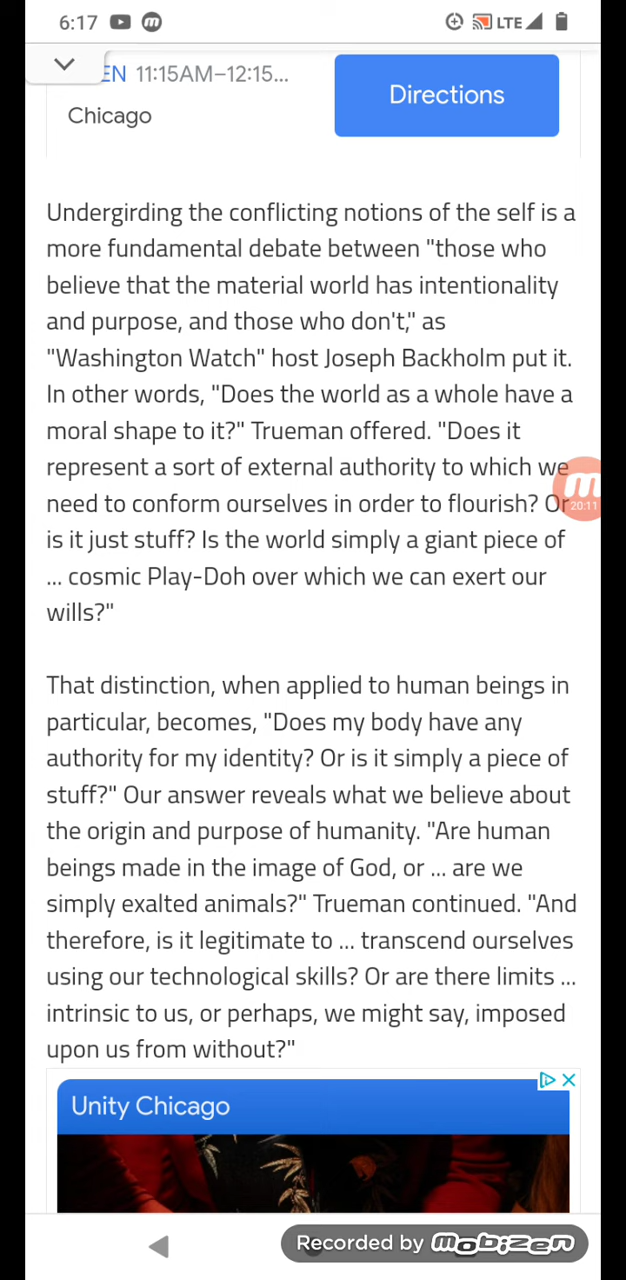 6:17
LTE
EN 11:15AM–12:15...
Directions
Chicago
Undergirding the conflicting notions of the self is a
more fundamental debate between "those who
believe that the material world has intentionality
and purpose, and those who don't," as
"Washington Watch" host Joseph Backholm put it.
In other words, "Does the world as a whole have a
moral shape to it?" Trueman offered. "Does it
represent a sort of external authority to which we
need to conform ourselves in order to flourish? Or
is it just stuff? Is the world simply a giant piece of
... cosmic Play-Doh over which we can exert our
wills?"
m
20:11
That distinction, when applied to human beings in
particular, becomes, "Does my body have any
authority for my identity? Or is it simply a piece of
stuff?" Our answer reveals what we believe about
the origin and purpose of humanity. "Are human
beings made in the image of God, or ... are we
simply exalted animals?" Trueman continued. "And
therefore, is it legitimate to ... transcend ourselves
using our technological skills? Or are there limits ...
intrinsic to us, or perhaps, we might say, imposed
upon us from without?"
Unity Chicago
Recorded by mobizen